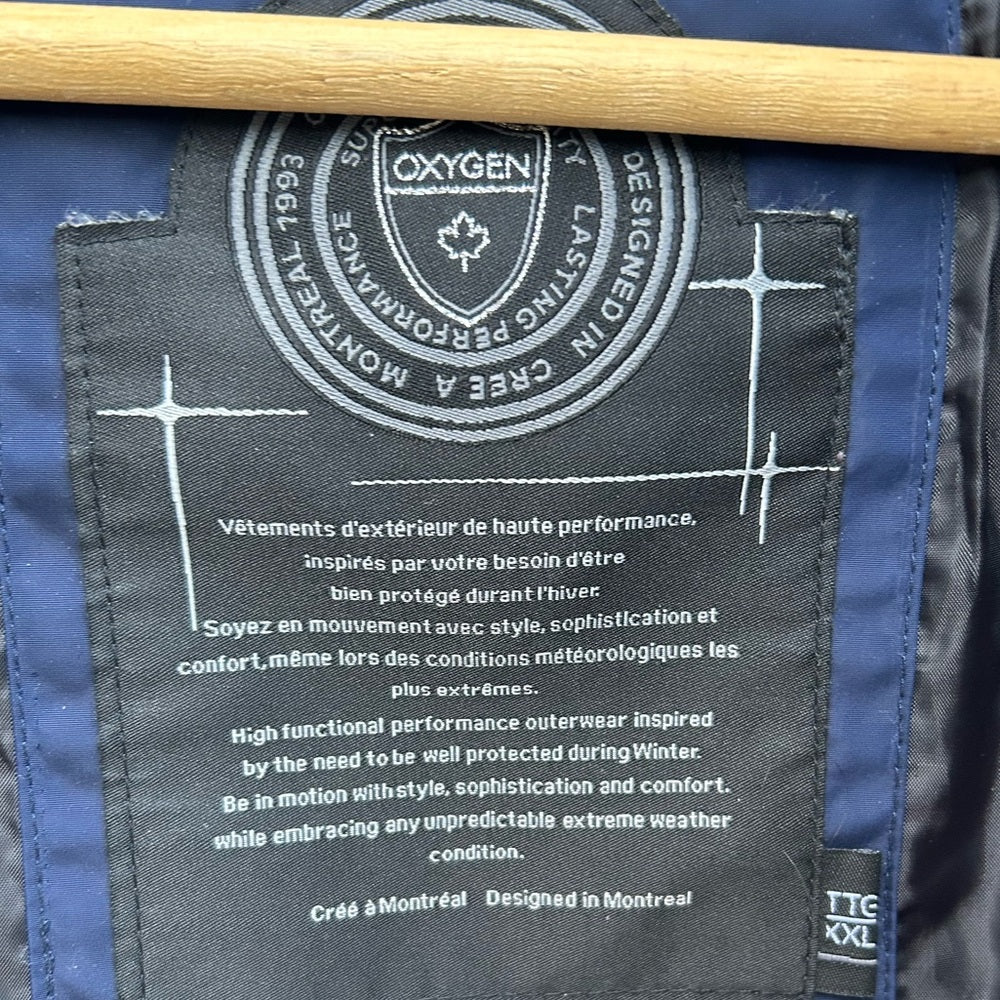 OXYGEN
MONTREAL 1993
DESIGNED IN
CRÉE À
LASTING PERFORMANCE
Vêtements d'extérieur de haute performance,
inspirés par votre besoin d'être
bien protégé durant l'hiver.
Soyez en mouvement avec style, sophistication et
confort, même lors des conditions météorologiques les
plus extrêmes.
High functional performance outerwear inspired
by the need to be well protected during Winter.
Be in motion with style, sophistication and comfort.
while embracing any unpredictable extreme weather
condition.
Créé à Montréal Designed in Montreal
TTG
XXL